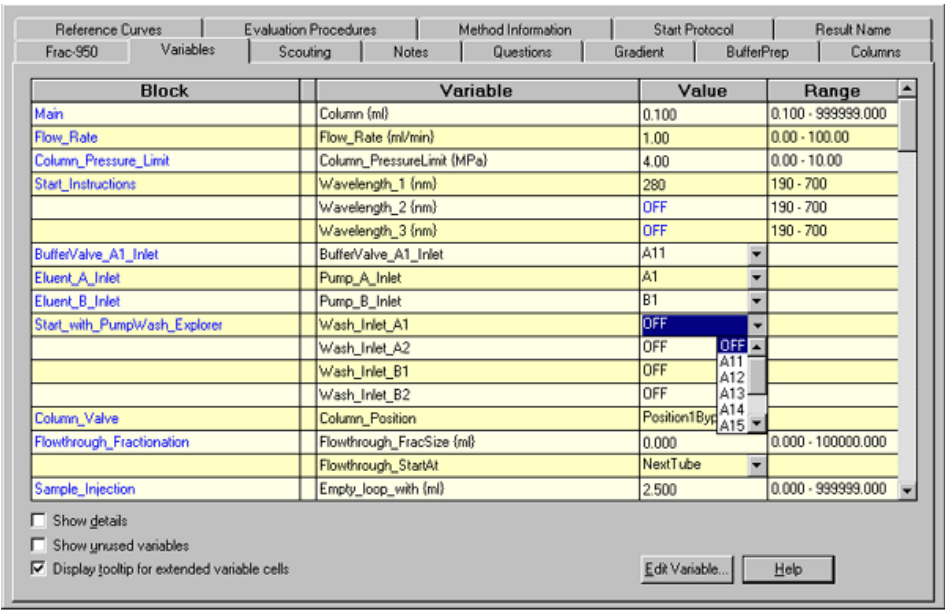 Reference Curves Evaluation Procedures Method Information Start Protocol Result Name
Frac-950 Variables Scouting Notes Questions Gradient BufferPrep Columns
Block Variable Value Range
Main Column {ml} 0.100 0.100 - 999999.000
Flow_Rate Flow_Rate {ml/min} 1.00 0.00 - 100.00
Column_Pressure_Limit Column_PressureLimit {MPa} 4.00 0.00 - 10.00
Start_Instructions Wavelength_1 {nm} 280 190 - 700
Wavelength_2 {nm} OFF 190 - 700
Wavelength_3 {nm} OFF 190 - 700
BufferValve_A1_Inlet BufferValve_A1_Inlet A11
Eluent_A_Inlet Pump_A_Inlet A1
Eluent_B_Inlet Pump_B_Inlet B1
Start_with_PumpWash_Explorer Wash_Inlet_A1 OFF
Wash_Inlet_A2 OFF OFF
A11
Wash_Inlet_B1 OFF A12
Wash_Inlet_B2 OFF A13
A14
Column_Valve Column_Position Position1Byp A15
Flowthrough_Fractionation Flowthrough_FracSize {ml} 0.000 0.000 - 100000.000
Flowthrough_StartAt NextTube
Sample_Injection Empty_loop_with {ml} 2.500 0.000 - 999999.000
Show details
Show unused variables
Display tooltip for extended variable cells
Edit Variable... Help